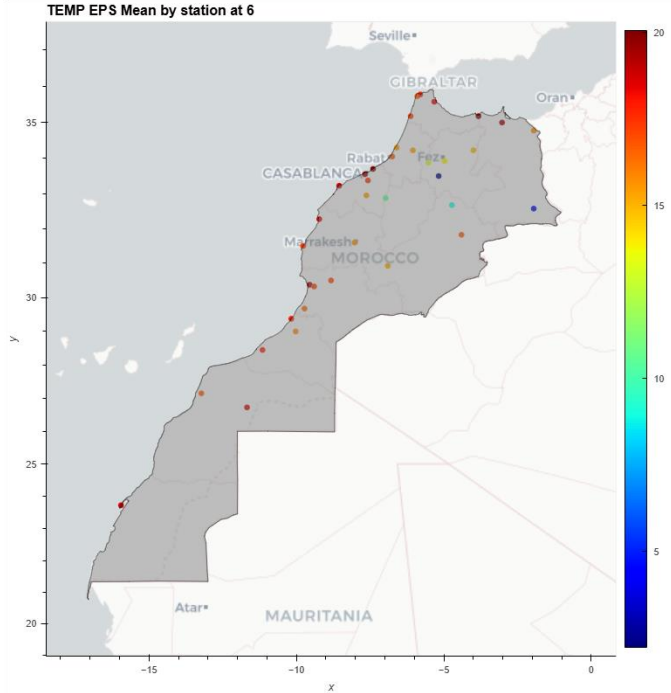 TEMP EPS Mean by station at 6
Seville
GIBRALTAR
Oran
Rabat
Fez
CASABLANCA
Marrakesh
MOROCCO
Atar
MAURITANIA
35
30
25
20
y
−15
−10
−5
0
x
20
15
10
5